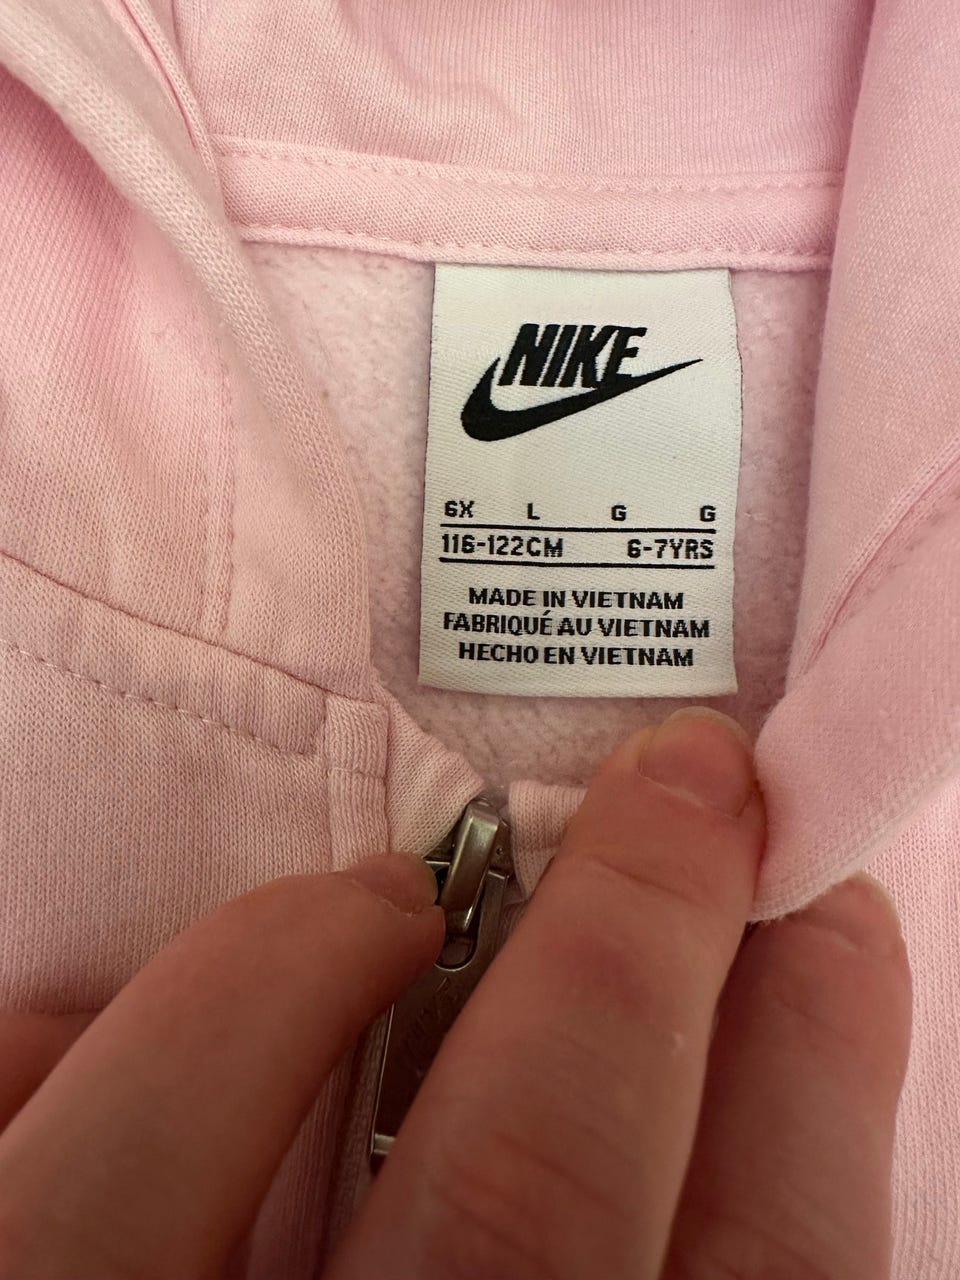 NIKE
6X L G G
116-122CM 6-7YRS
MADE IN VIETNAM
FABRIQUÉ AU VIETNAM
HECHO EN VIETNAM